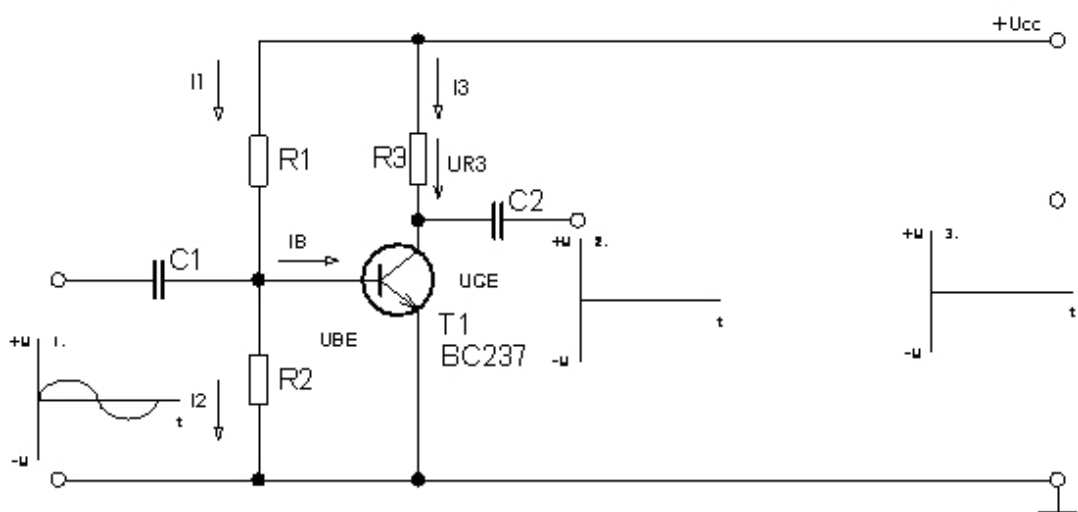 +Ucc
I1
I3
R1
R3
UR3
C2
+u 2.
+u 3.
C1
IB
UCE
t
t
T1
UBE
BC237
-u
-u
+u 1.
R2
I2
t
-u